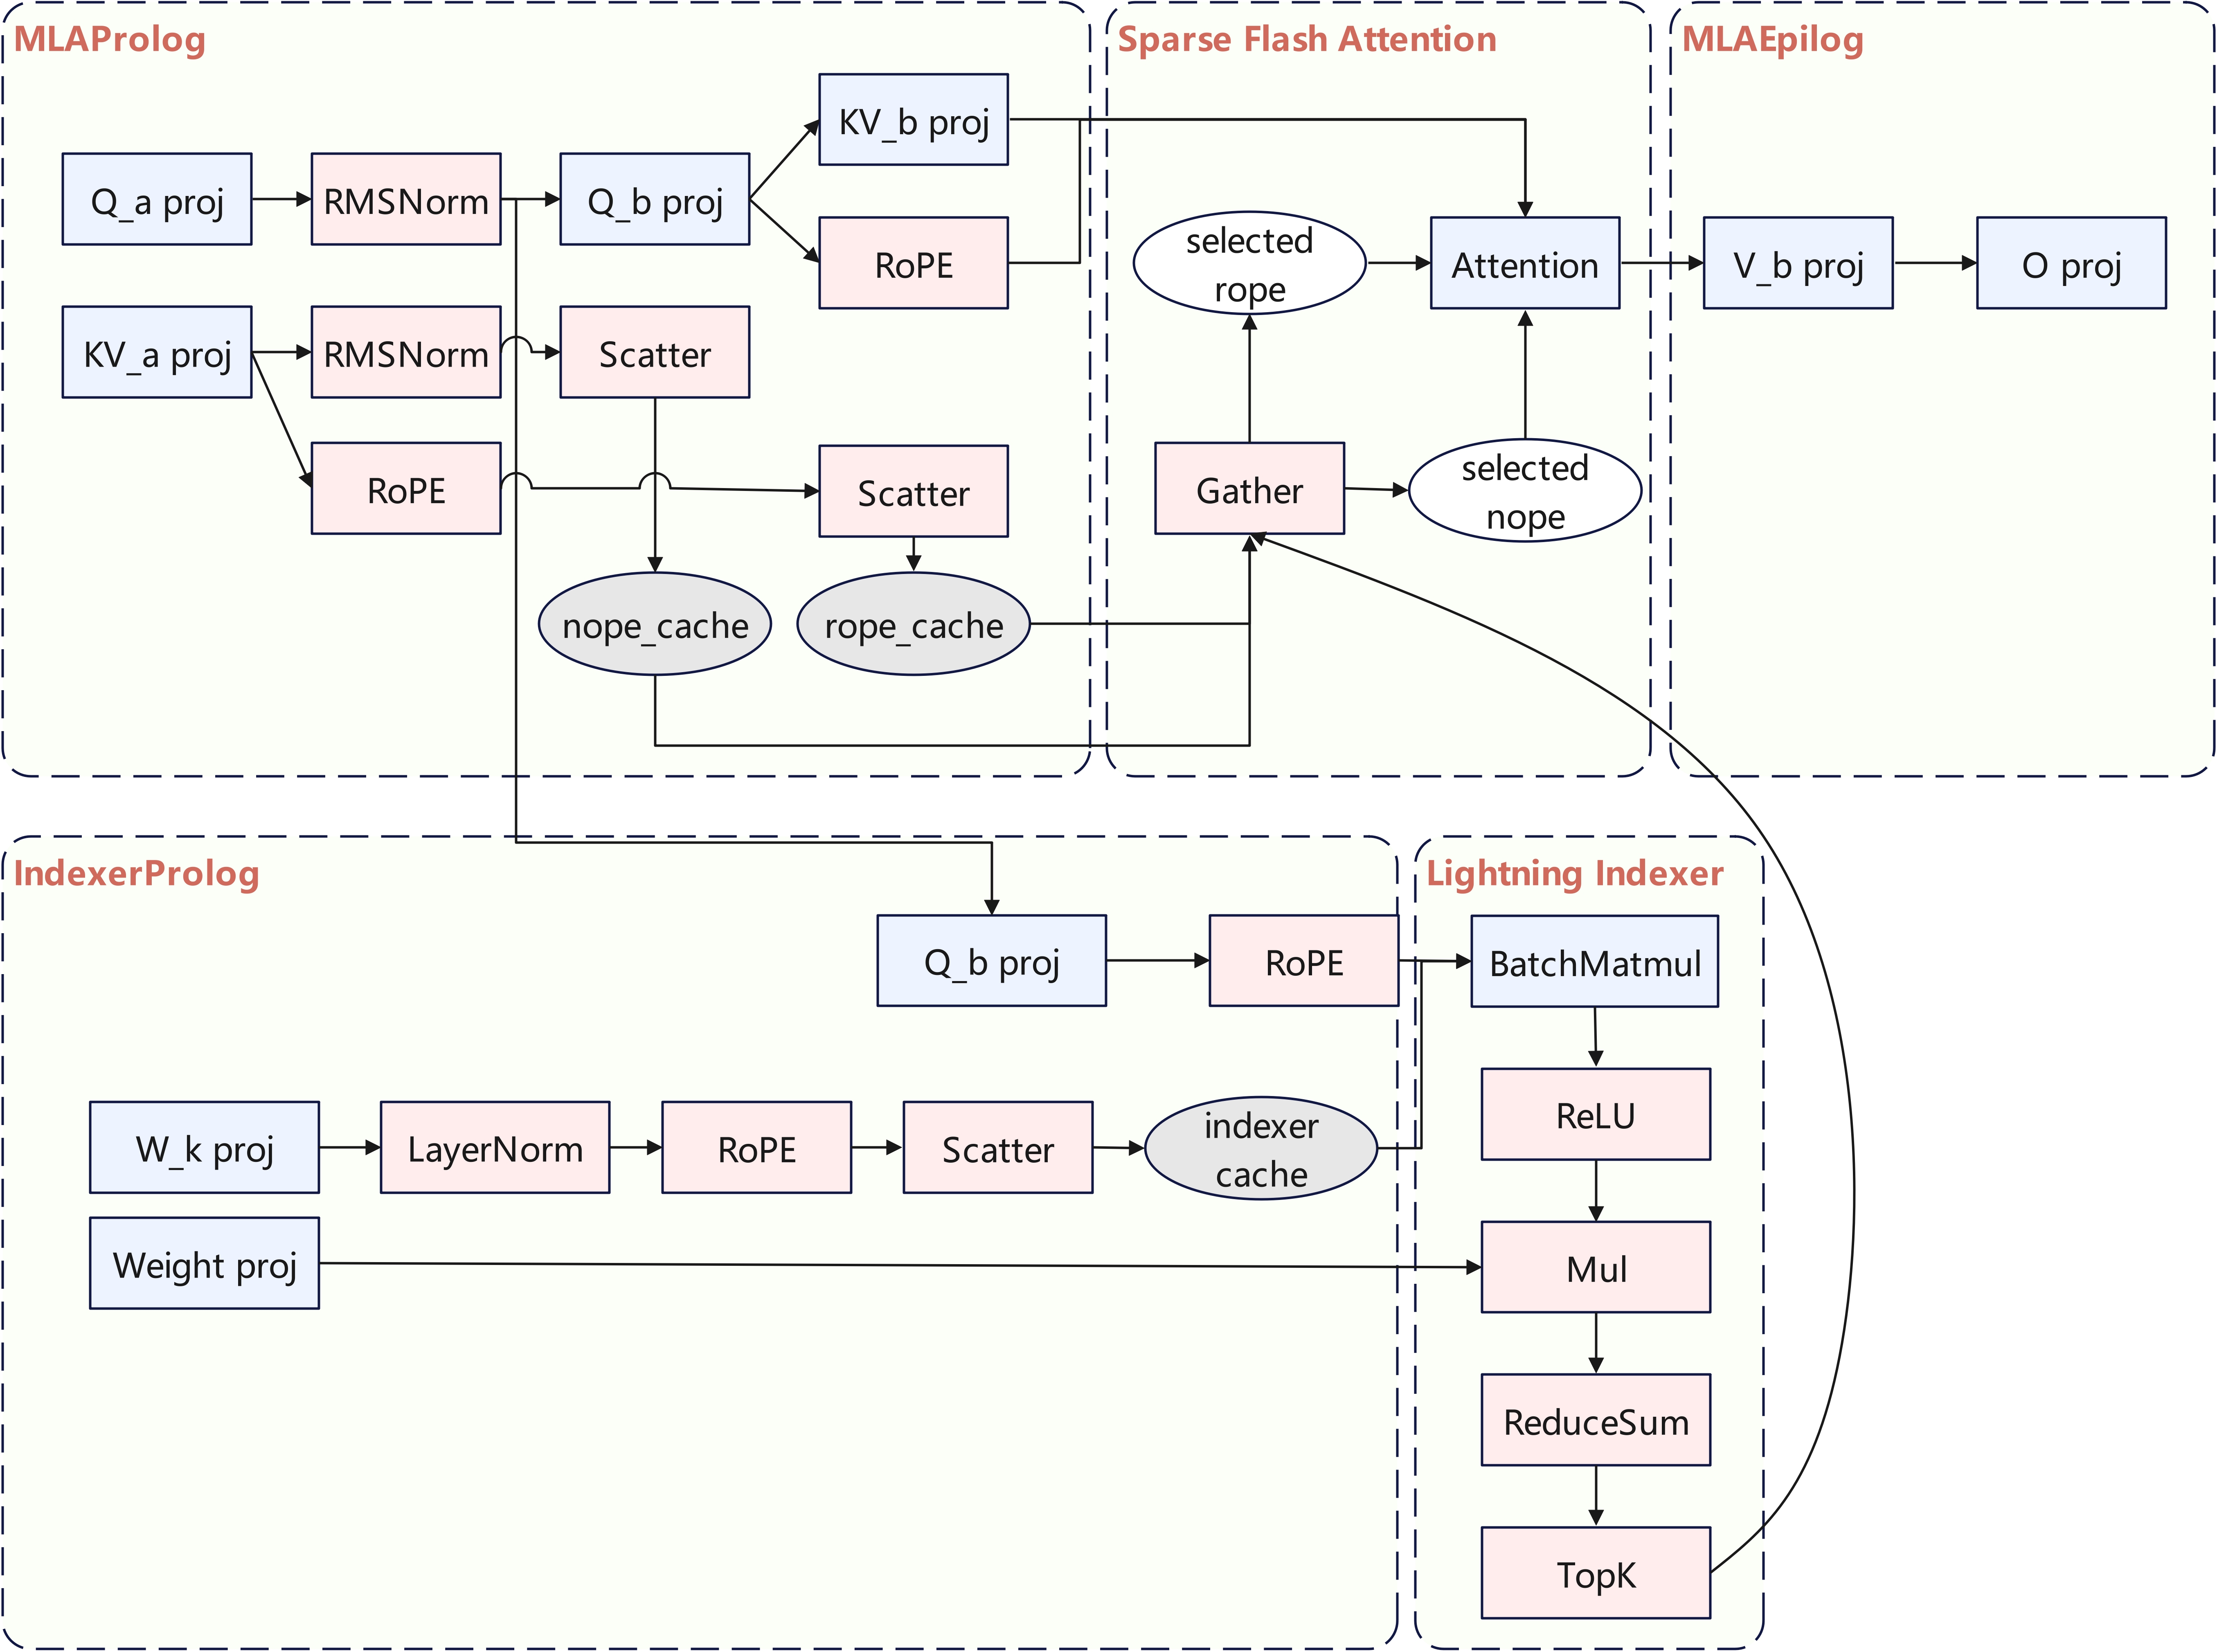 MLAProlog
Q_a proj
RMSNorm
Q_b proj
KV_b proj
RoPE
KV_a proj
RMSNorm
Scatter
RoPE
Scatter
nope_cache
rope_cache
Sparse Flash Attention
selected
rope
Attention
Gather
selected
nope
MLAEpilog
V_b proj
O proj
IndexerProlog
Q_b proj
RoPE
W_k proj
LayerNorm
RoPE
Scatter
indexer
cache
Weight proj
Lightning Indexer
BatchMatmul
ReLU
Mul
ReduceSum
TopK